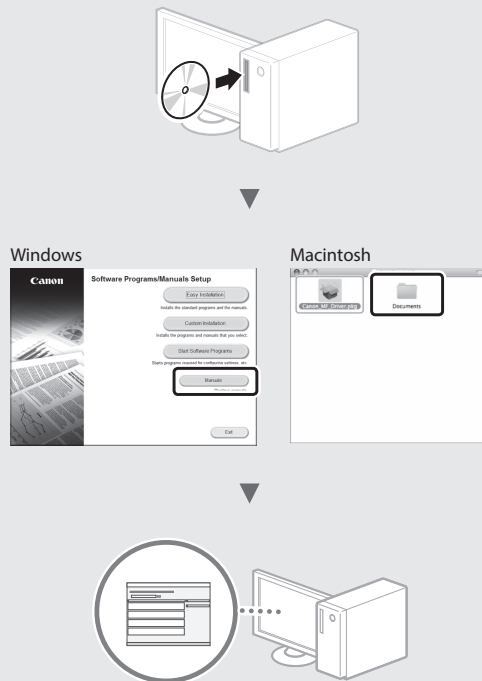 Windows
Macintosh
Canon
Software Programs/Manuals Setup
Easy Installation
Installs the standard programs and the manuals.
Custom Installation
Installs the programs and manuals that you select.
Start Software Programs
Starts programs required for configuring settings, etc.
Manuals
Exit
Canon_MF_Driver.pkg
Documents